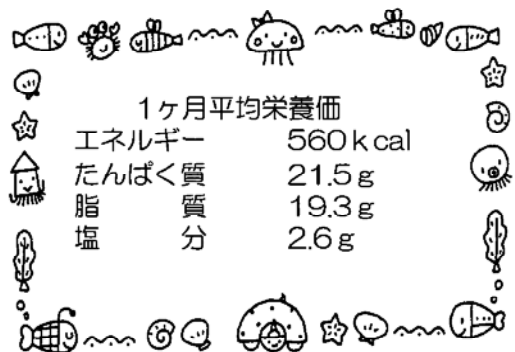 1ヶ月平均栄養価
エネルギー 560kcal
たんぱく質 21.5g
脂質 19.3g
塩分 2.6g